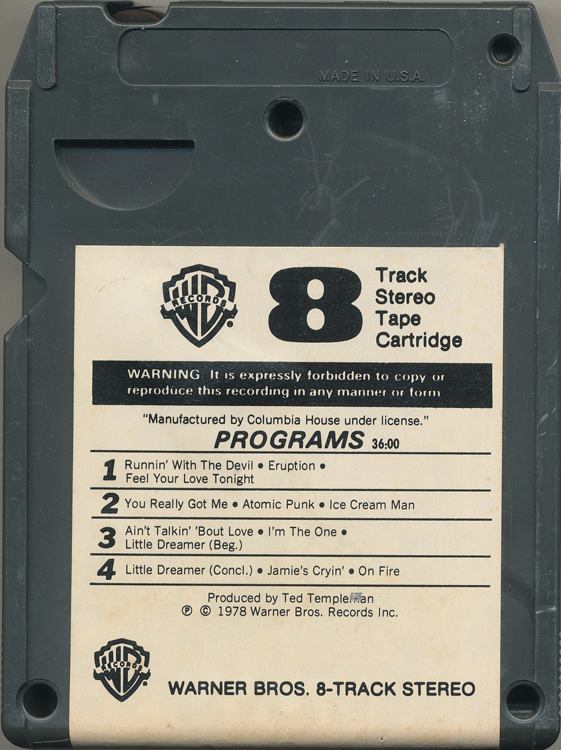 MADE IN U.S.A.
W RECORDS B ®
8 Track
Stereo
Tape
Cartridge
WARNING: It is expressly forbidden to copy or
reproduce this recording in any manner or form
"Manufactured by Columbia House under license."
PROGRAMS 36:00
1 Runnin' With The Devil • Eruption •
Feel Your Love Tonight
2 You Really Got Me • Atomic Punk • Ice Cream Man
3 Ain't Talkin' 'Bout Love • I'm The One •
Little Dreamer (Beg.)
4 Little Dreamer (Concl.) • Jamie's Cryin' • On Fire
Produced by Ted Templeman
℗ © 1978 Warner Bros. Records Inc.
W RECORDS B ®
WARNER BROS. 8-TRACK STEREO